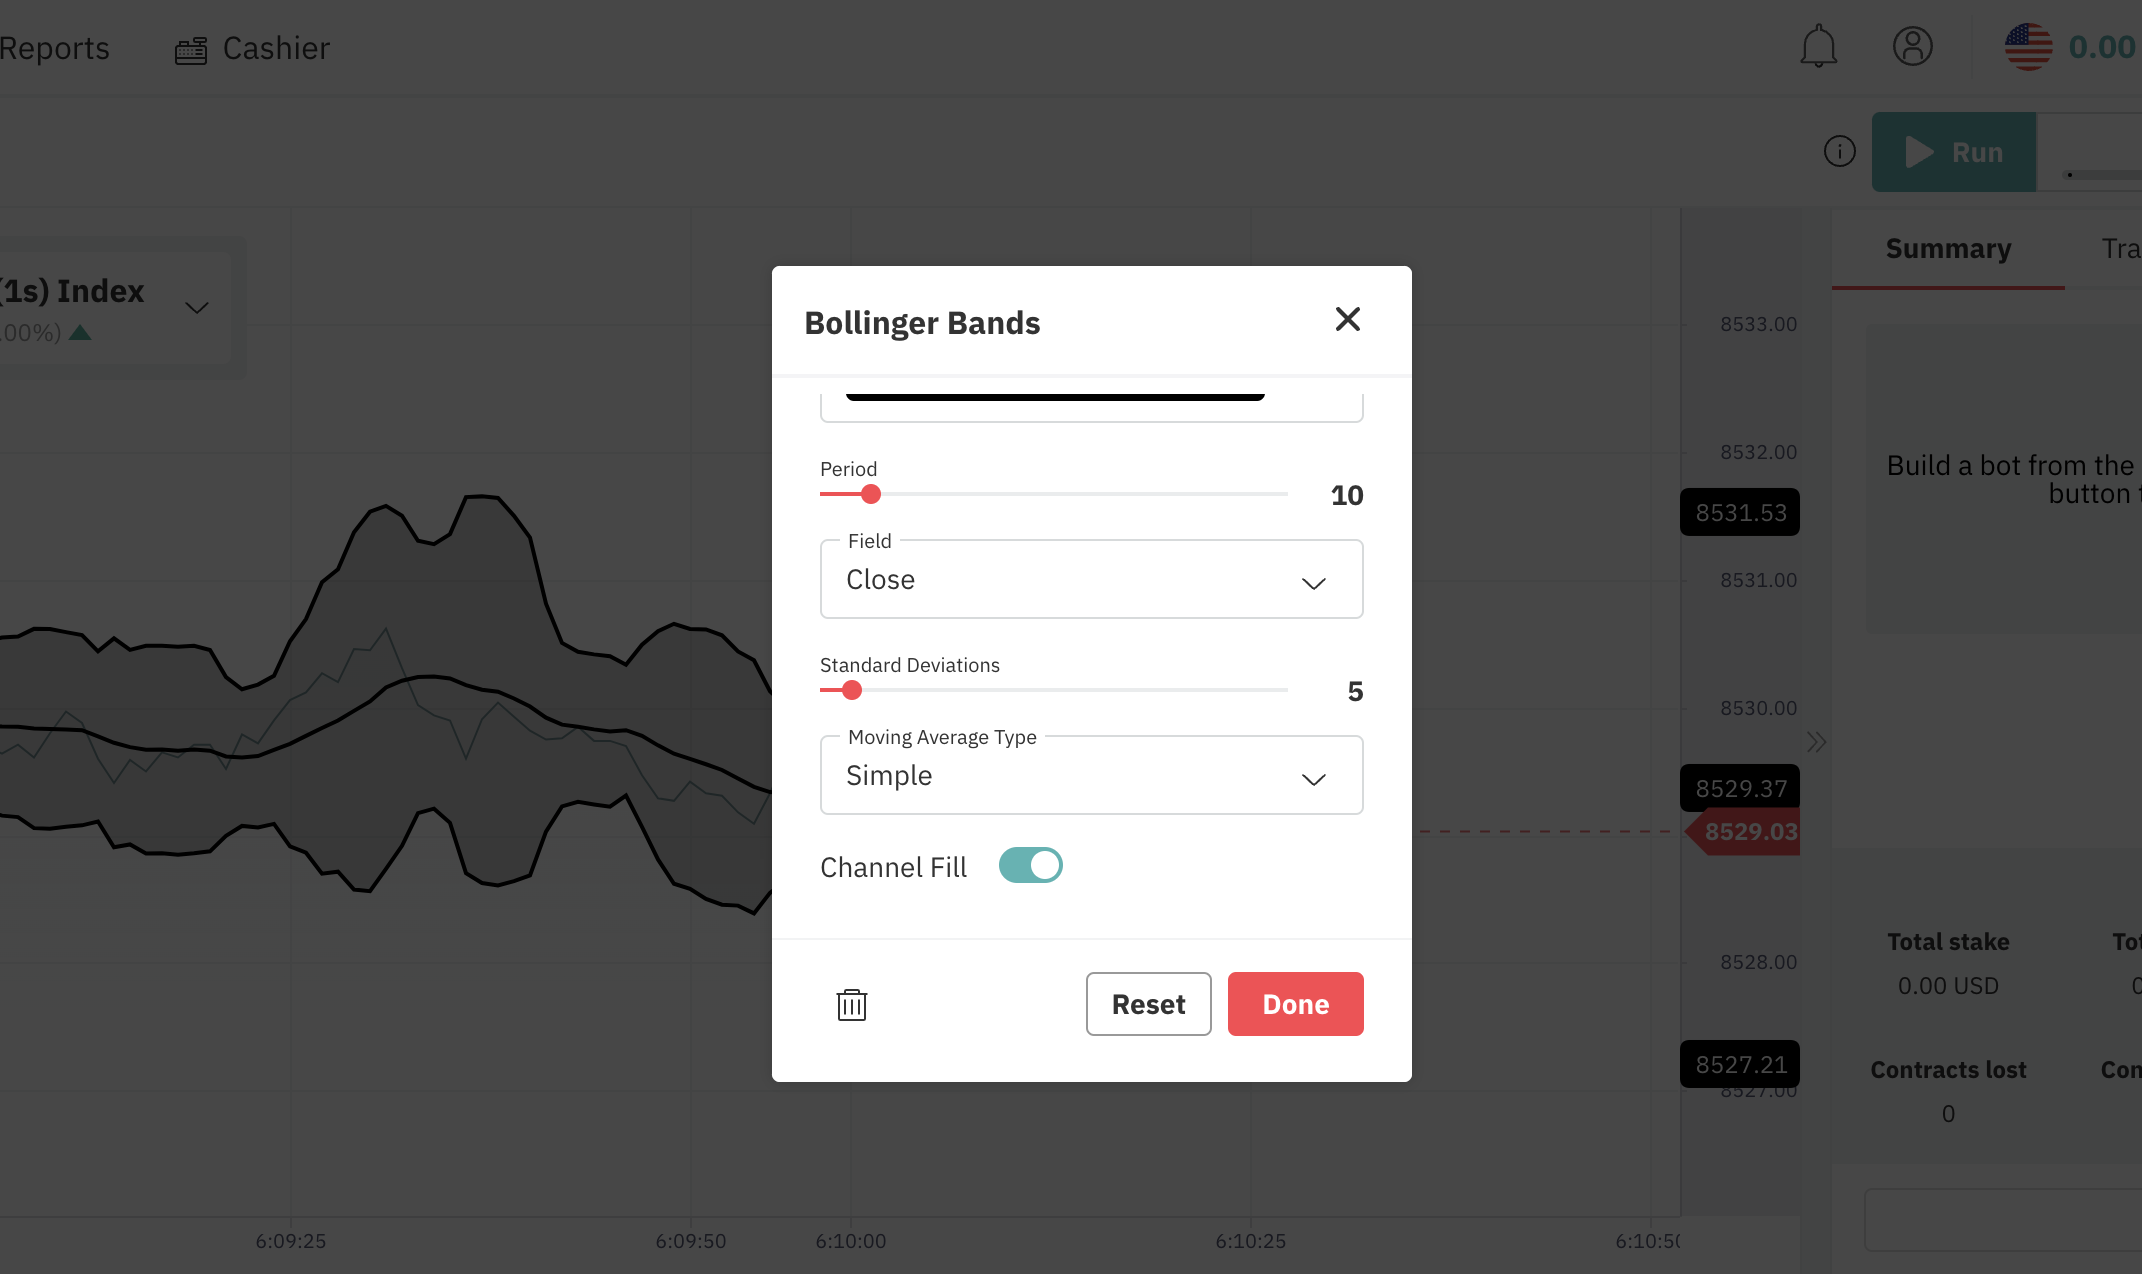 Reports
Cashier
0.00
Run
(1s) Index
.00%)
Summary
Tra
Bollinger Bands
Period
10
Field
Close
Standard Deviations
5
Moving Average Type
Simple
Channel Fill
Reset
Done
8533.00
8532.00
8531.53
8531.00
8530.00
8529.37
8529.03
8528.00
8527.21
8527.00
Build a bot from the
button t
Total stake
Tot
0.00 USD
0
Contracts lost
Con
0
6:09:25
6:09:50
6:10:00
6:10:25
6:10:50